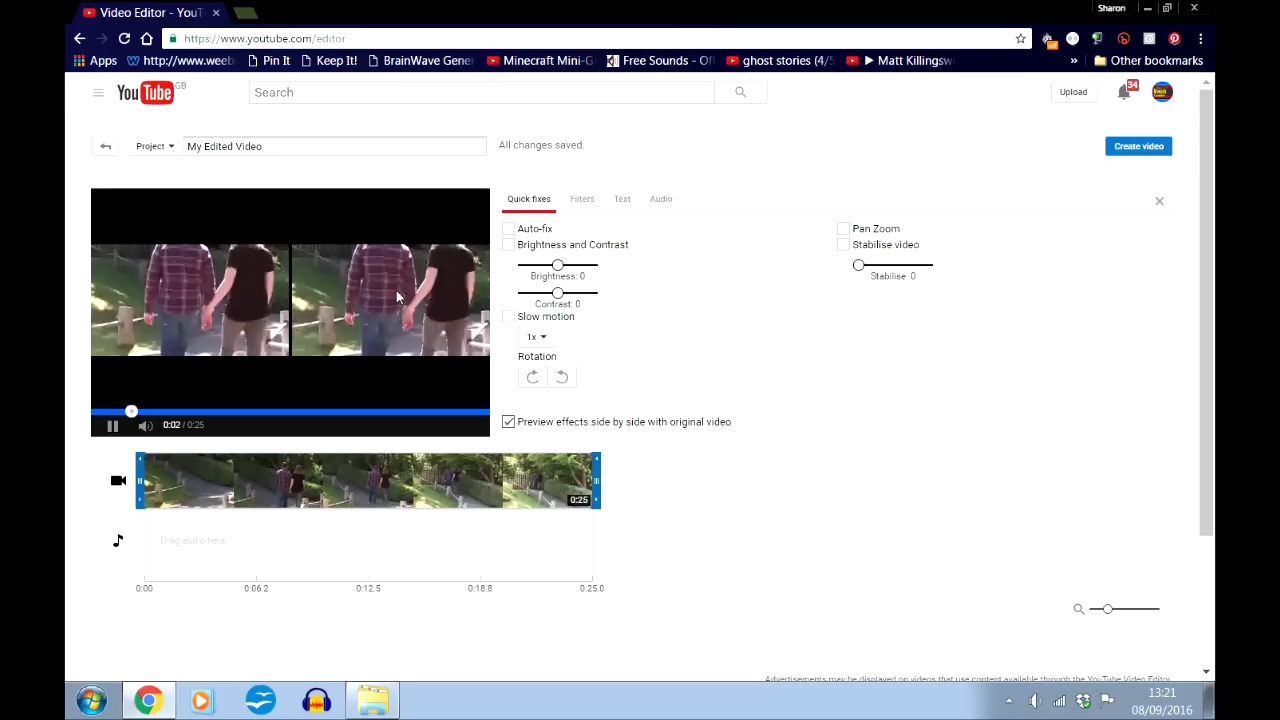 Sharon
Video Editor - YouT
https://www.youtube.com/editor
Apps http://www.weeb Pin It Keep It! BrainWave Gene Minecraft Mini-G Free Sounds - Off ghost stories (4/5 Matt Killingsw » Other bookmarks
YouTube GB Search Upload 34
Project My Edited Video All changes saved. Create video
Quick fixes Filters Text Audio
Auto-fix Pan Zoom
Brightness and Contrast Stabilise video
Brightness: 0 Stabilise: 0
Contrast: 0
Slow motion
1x
Rotation
Preview effects side by side with original video
0:02 / 0:25
0:25
Drag audio here
0:00 0:06.2 0:12.5 0:18.8 0:25.0
Advertisements may be displayed on videos that use content available through the YouTube Video Editor
13:21
08/09/2016